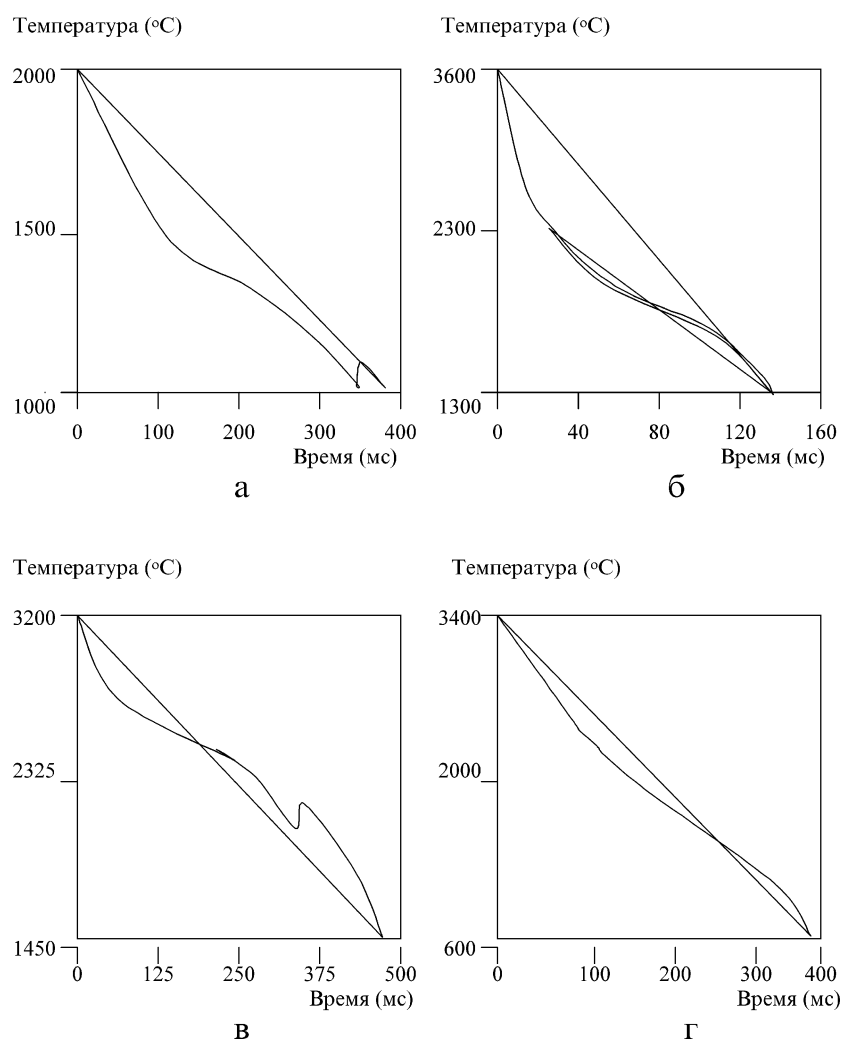 Температура (°C)
2000
1500
1000
0 100 200 300 400
Время (мс)
а
Температура (°C)
3600
2300
1300
0 40 80 120 160
Время (мс)
б
Температура (°C)
3200
2325
1450
0 125 250 375 500
Время (мс)
в
Температура (°C)
3400
2000
600
0 100 200 300 400
Время (мс)
г